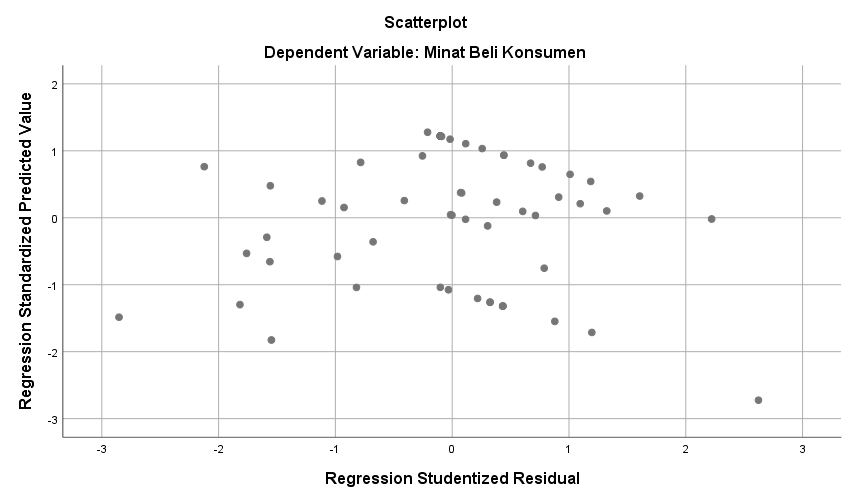 Scatterplot
Dependent Variable: Minat Beli Konsumen
Regression Standardized Predicted Value
2
1
0
-1
-2
-3
-3 -2 -1 0 1 2 3
Regression Studentized Residual